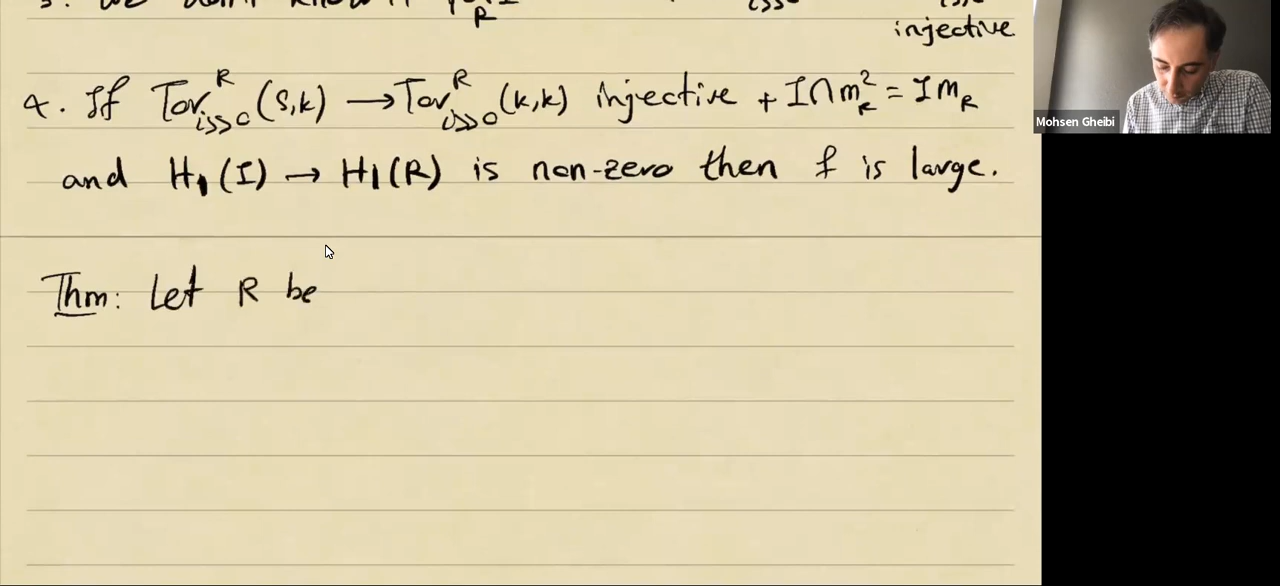 injective
4. If Tor^R_{i>>0}(S,k) → Tor^R_{i>>0}(k,k) injective + I∩m_R^2 = I m_R
and H_1(I) → H_1(R) is non-zero then f is large.
Thm: Let R be
Mohsen Gheibi